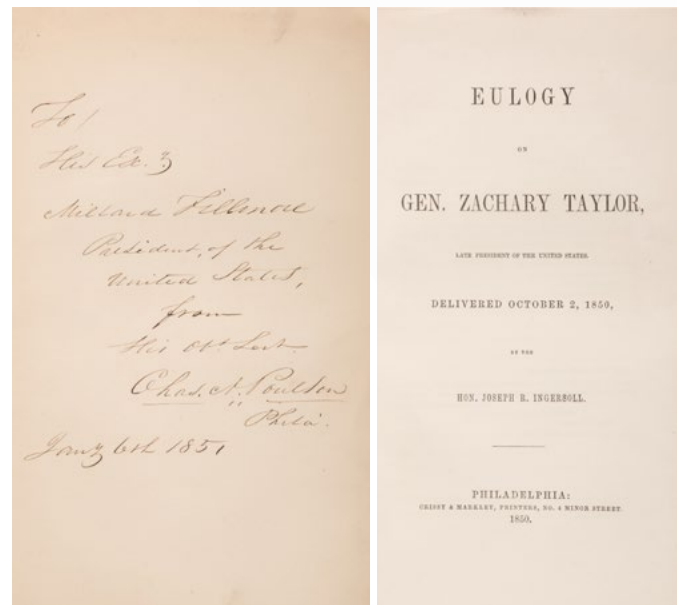 To/
His Ex.y
Millard Fillmore
President, of the
United States,
from
His Obt Servt
Chas. A. Poulson
Phila.
Jany 6th 1851
EULOGY
ON
GEN. ZACHARY TAYLOR,
LATE PRESIDENT OF THE UNITED STATES.
DELIVERED OCTOBER 2, 1850,
BY THE
HON. JOSEPH R. INGERSOLL.
PHILADELPHIA:
CRISSY & MARKLEY, PRINTERS, NO. 4 MINOR STREET.
1850.